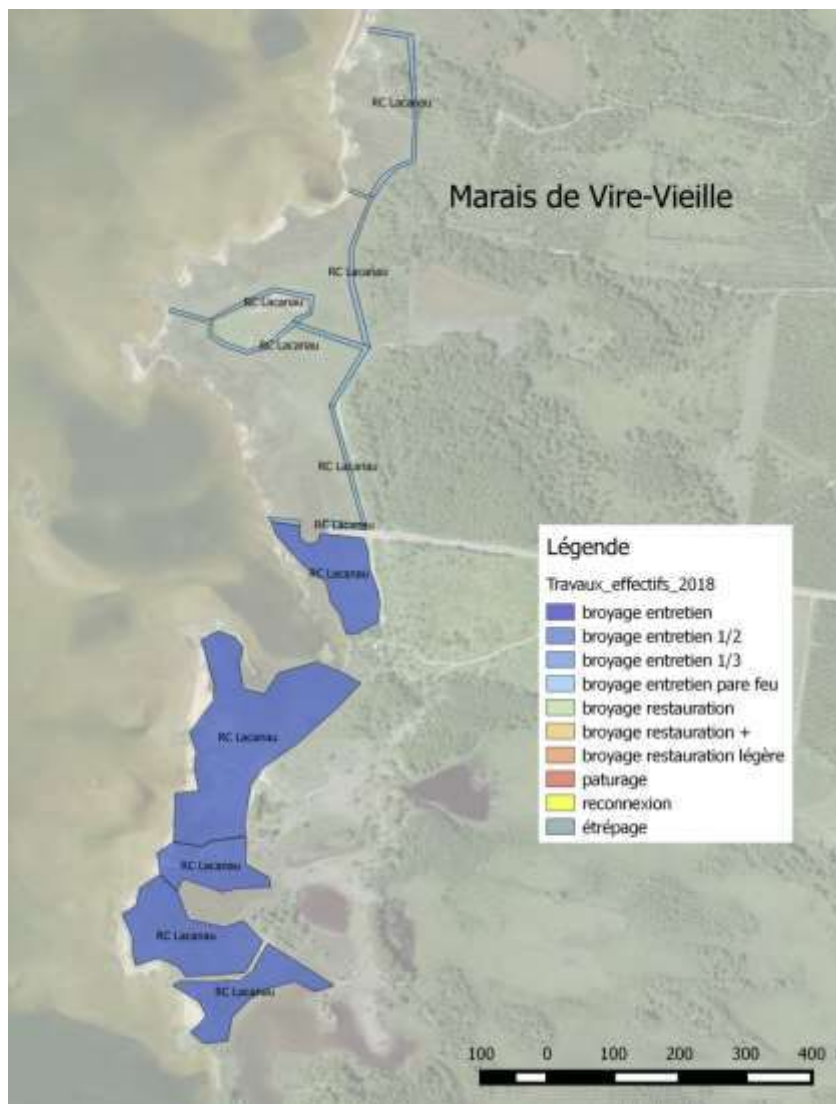 RC Lacanau
Marais de Vire-Vieille
RC Lacanau
RC Lacanau
RC Lacanau
RC Lacanau
RC Lacanau
RC Lacanau
RC Lacanau
RC Lacanau
RC Lacanau
RC Lacanau
Légende
Travaux_effectifs_2018
broyage entretien
broyage entretien 1/2
broyage entretien 1/3
broyage entretien pare feu
broyage restauration
broyage restauration +
broyage restauration légère
paturage
reconnexion
étrépage
100 0 100 200 300 400